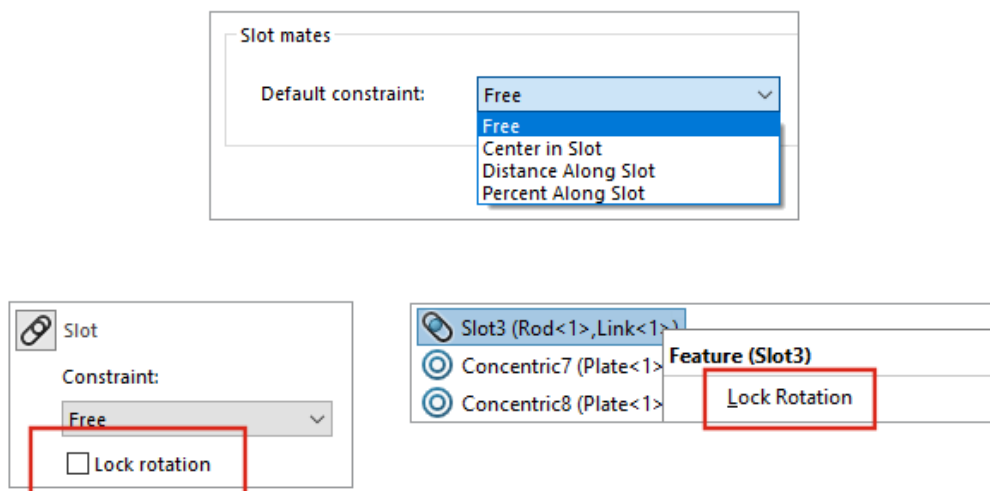 Slot mates
Default constraint:
Free
Free
Center in Slot
Distance Along Slot
Percent Along Slot
Slot
Constraint:
Free
Lock rotation
Slot3 (Rod<1>,Link<1>)
Concentric7 (Plate<1>
Concentric8 (Plate<1>
Feature (Slot3)
Lock Rotation